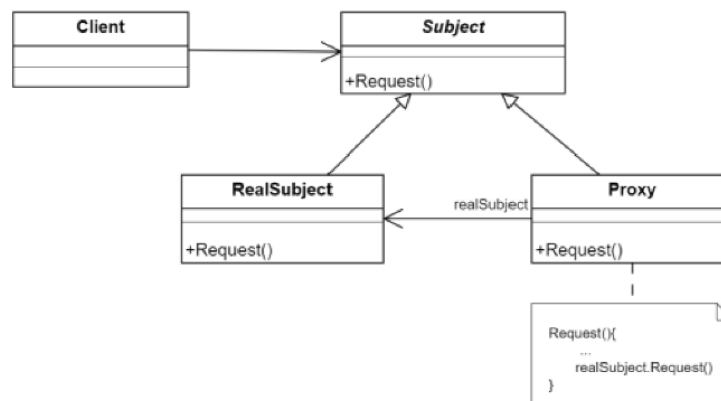 Client
Subject
+Request()
RealSubject
+Request()
realSubject
Proxy
+Request()
Request(){
...
realSubject.Request()
}